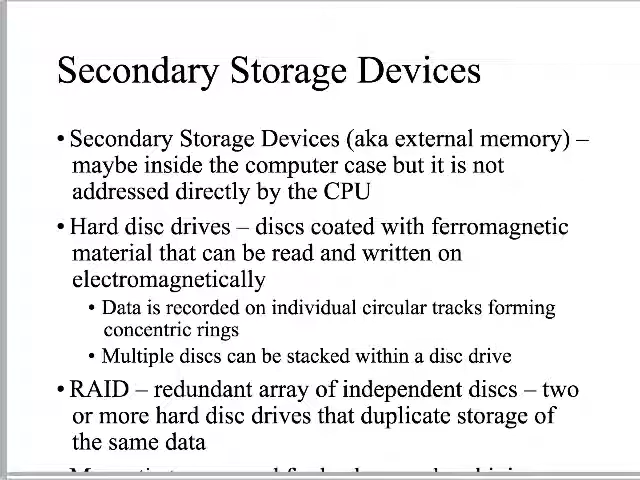 Secondary Storage Devices
• Secondary Storage Devices (aka external memory) –
maybe inside the computer case but it is not
addressed directly by the CPU
• Hard disc drives – discs coated with ferromagnetic
material that can be read and written on
electromagnetically
• Data is recorded on individual circular tracks forming
concentric rings
• Multiple discs can be stacked within a disc drive
• RAID – redundant array of independent discs – two
or more hard disc drives that duplicate storage of
the same data